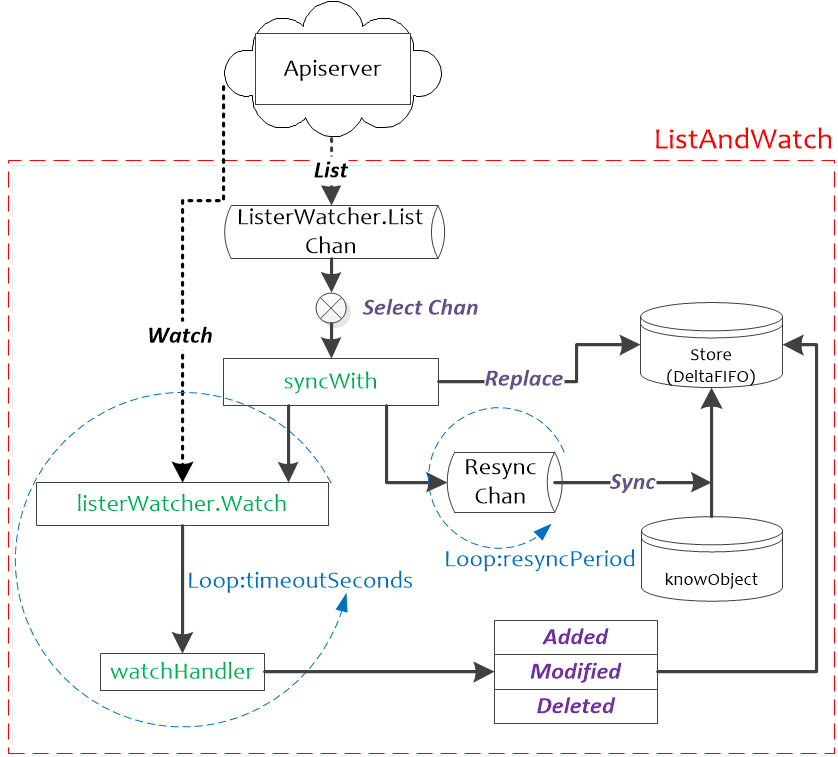 Apiserver
ListAndWatch
List
ListerWatcher.List
Chan
Select Chan
Watch
Store
(DeltaFIFO)
syncWith
Replace
Resync
Chan
Sync
listerWatcher.Watch
Loop:resyncPeriod
knowObject
Loop:timeoutSeconds
Added
watchHandler
Modified
Deleted